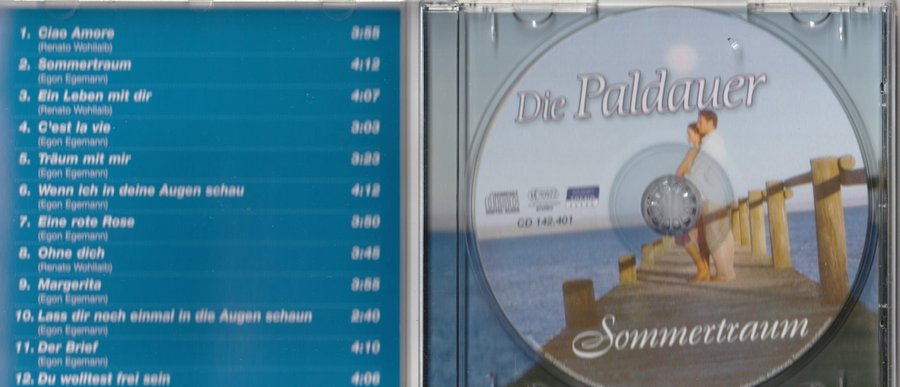 1. Ciao Amore 3:55
(Renato Wohllaib)
2. Sommertraum 4:12
(Egon Egemann)
3. Ein Leben mit dir 4:07
(Renato Wohllaib)
4. C'est la vie 3:03
(Egon Egemann)
5. Träum mit mir 3:23
(Egon Egemann)
6. Wenn ich in deine Augen schau 4:12
(Egon Egemann)
7. Eine rote Rose 3:50
(Egon Egemann)
8. Ohne dich 3:45
(Renato Wohllaib)
9. Margerita 3:55
(Egon Egemann)
10. Lass dir noch einmal in die Augen schaun 2:40
(Egon Egemann)
11. Der Brief 4:10
(Egon Egemann)
12. Du wolltest frei sein 4:06
Die Paldauer
CD 142.401
Sommertraum